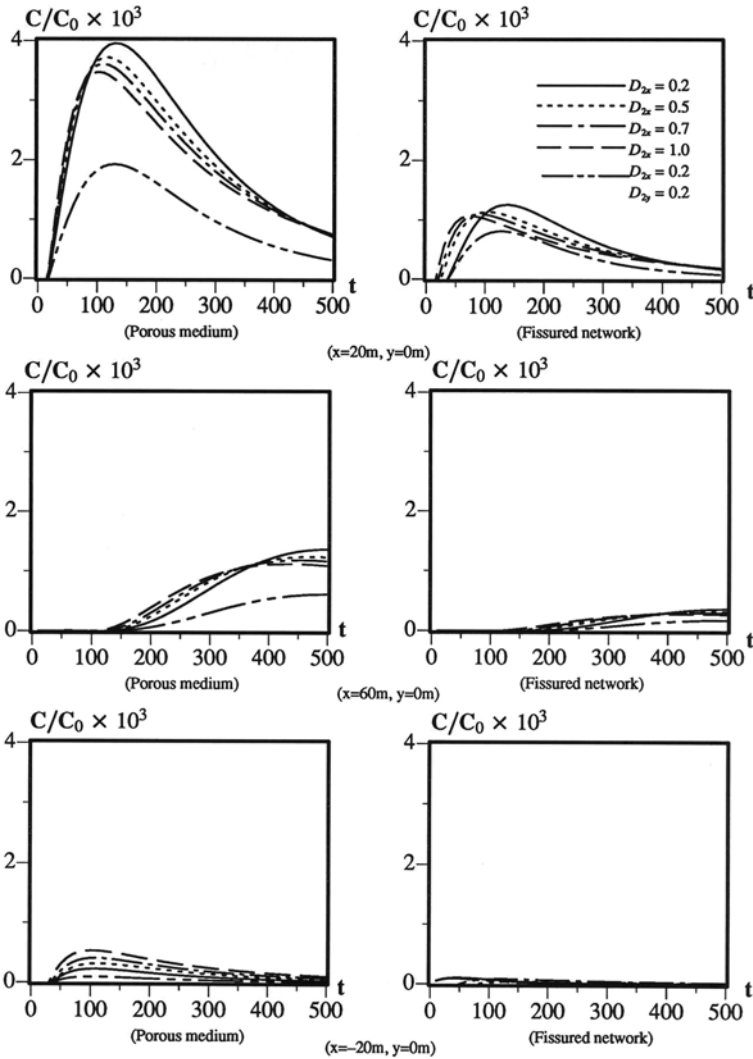 C/C₀ × 10³
C/C₀ × 10³
4
2
0
0 100 200 300 400 500 t
(Porous medium)
4
2
0
D₂ₓ = 0.2
D₂ₓ = 0.5
D₂ₓ = 0.7
D₂ₓ = 1.0
D₂ₓ = 0.2
D₂ᵧ = 0.2
0 100 200 300 400 500 t
(Fissured network)
(x=20m, y=0m)
C/C₀ × 10³
C/C₀ × 10³
4
2
0
0 100 200 300 400 500 t
(Porous medium)
4
2
0
0 100 200 300 400 500 t
(Fissured network)
(x=60m, y=0m)
C/C₀ × 10³
C/C₀ × 10³
4
2
0
0 100 200 300 400 500 t
(Porous medium)
4
2
0
0 100 200 300 400 500 t
(Fissured network)
(x=–20m, y=0m)